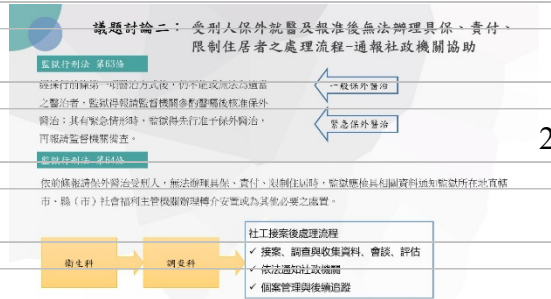 議題討論二： 受刑人保外就醫及報准後無法辦理具保、責付、
限制住居者之處理流程-通報社政機關協助
監獄行刑法 第63條
經採行前條第一項醫治方式後，仍不能或無法為適當
之醫治者，監獄得報請監督機關參酌醫囑後核准保外
醫治；其有緊急情形時，監獄得先行准予保外醫治，
再報請監督機關備查。
一般保外醫治
緊急保外醫治
2
監獄行刑法 第64條
依前條報請保外醫治受刑人，無法辦理具保、責付、限制住居時，監獄應檢具相關資料通知監獄所在地直轄
市、縣（市）社會福利主管機關辦理轉介安置或為其他必要之處置。
衛生科
調查科
社工接案後處理流程
✓ 接案、調查與收集資料、會談、評估
✓ 依法通知社政機關
✓ 個案管理與後續追蹤